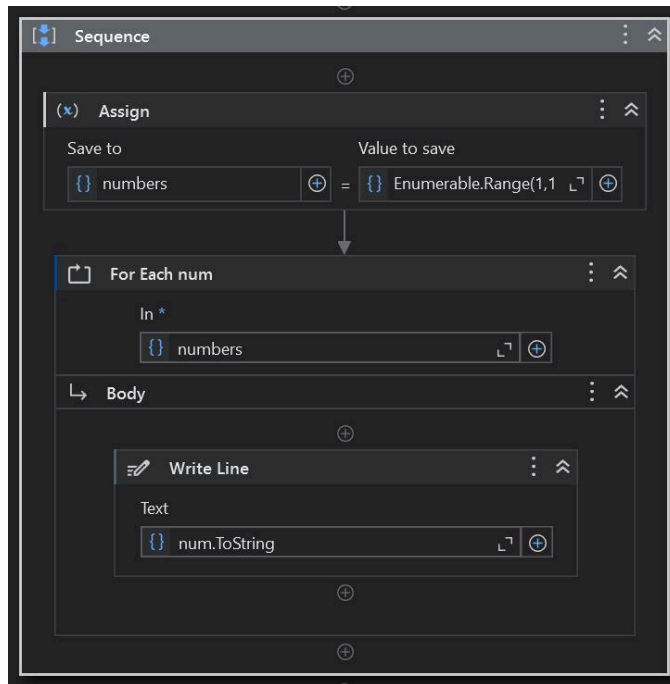 Sequence
(x) Assign
Save to Value to save
{} numbers = {} Enumerable.Range(1,1
For Each num
In *
{} numbers
Body
Write Line
Text
{} num.ToString